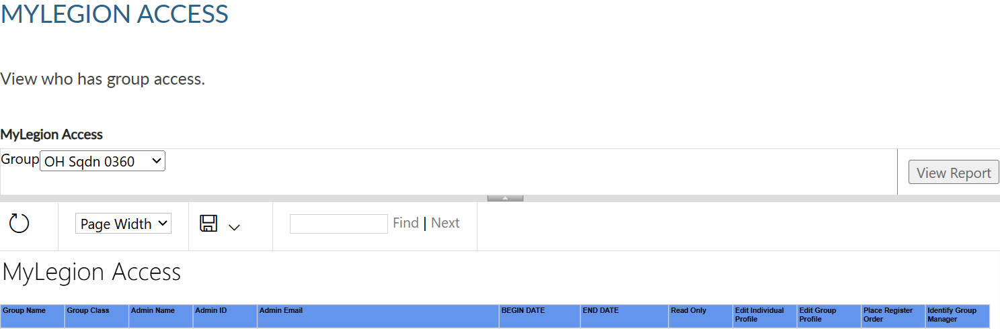 MYLEGION ACCESS
View who has group access.
MyLegion Access
Group OH Sqdn 0360 View Report
Page Width Find | Next
MyLegion Access
Group Name Group Class Admin Name Admin ID Admin Email BEGIN DATE END DATE Read Only Edit Individual Profile Edit Group Profile Place Register Order Identify Group Manager